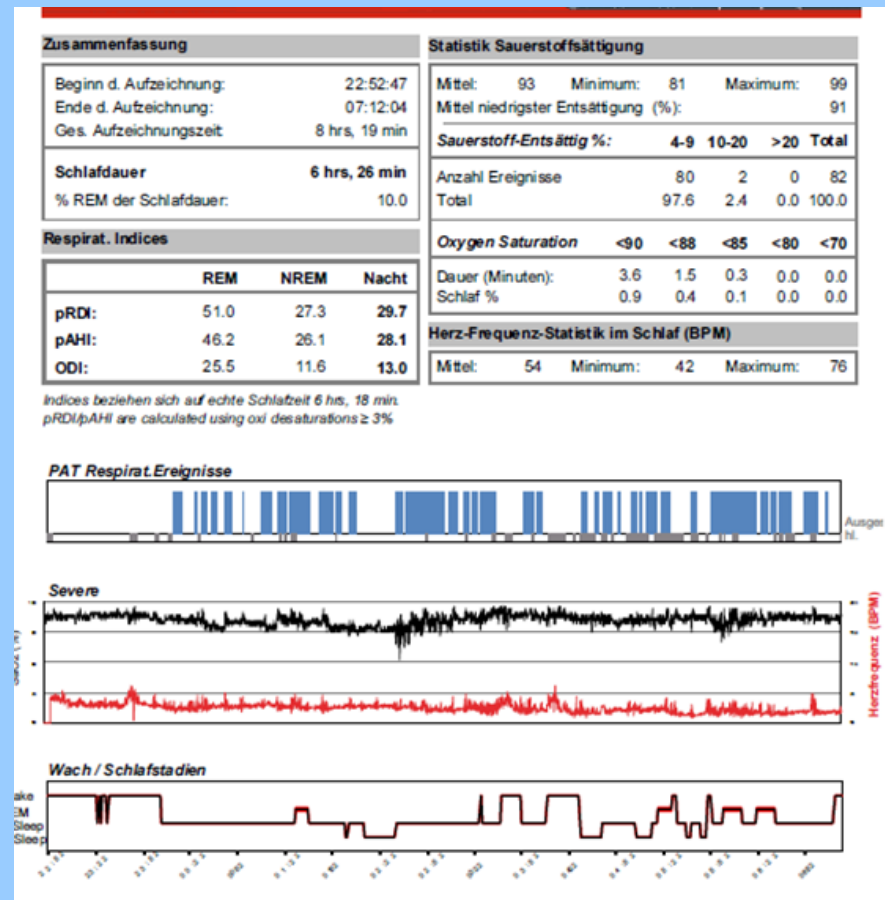 Zusammenfassung
Beginn d. Aufzeichnung: 22:52:47
Ende d. Aufzeichnung: 07:12:04
Ges. Aufzeichnungszeit 8 hrs, 19 min
Schlafdauer 6 hrs, 26 min
% REM der Schlafdauer: 10.0
Respirat. Indices
REM NREM Nacht
pRDI: 51.0 27.3 29.7
pAHI: 46.2 26.1 28.1
ODI: 25.5 11.6 13.0
Indices beziehen sich auf echte Schlafzeit 6 hrs, 18 min.
pRDI/pAHI are calculated using oxi desaturations ≥ 3%
Statistik Sauerstoffsättigung
Mittel: 93 Minimum: 81 Maximum: 99
Mittel niedrigster Entsättigung (%): 91
Sauerstoff-Entsättig %: 4-9 10-20 >20 Total
Anzahl Ereignisse 80 2 0 82
Total 97.6 2.4 0.0 100.0
Oxygen Saturation <90 <88 <85 <80 <70
Dauer (Minuten): 3.6 1.5 0.3 0.0 0.0
Schlaf % 0.9 0.4 0.1 0.0 0.0
Herz-Frequenz-Statistik im Schlaf (BPM)
Mittel: 54 Minimum: 42 Maximum: 76
PAT Respirat.Ereignisse
Ausges
hl.
Severe
Herzfrequenz (BPM)
Wach / Schlafstadien
ake
EM
Sleep
Sleep